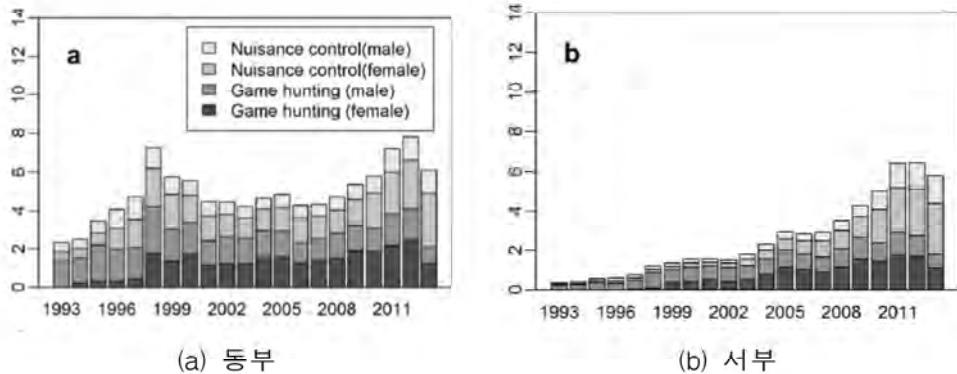 a
Nuisance control(male)
Nuisance control(female)
Game hunting (male)
Game hunting (female)
14
12
10
8
6
4
2
0
1993 1996 1999 2002 2005 2008 2011
(a) 동부
b
14
12
10
8
6
4
2
0
1993 1996 1999 2002 2005 2008 2011
(b) 서부